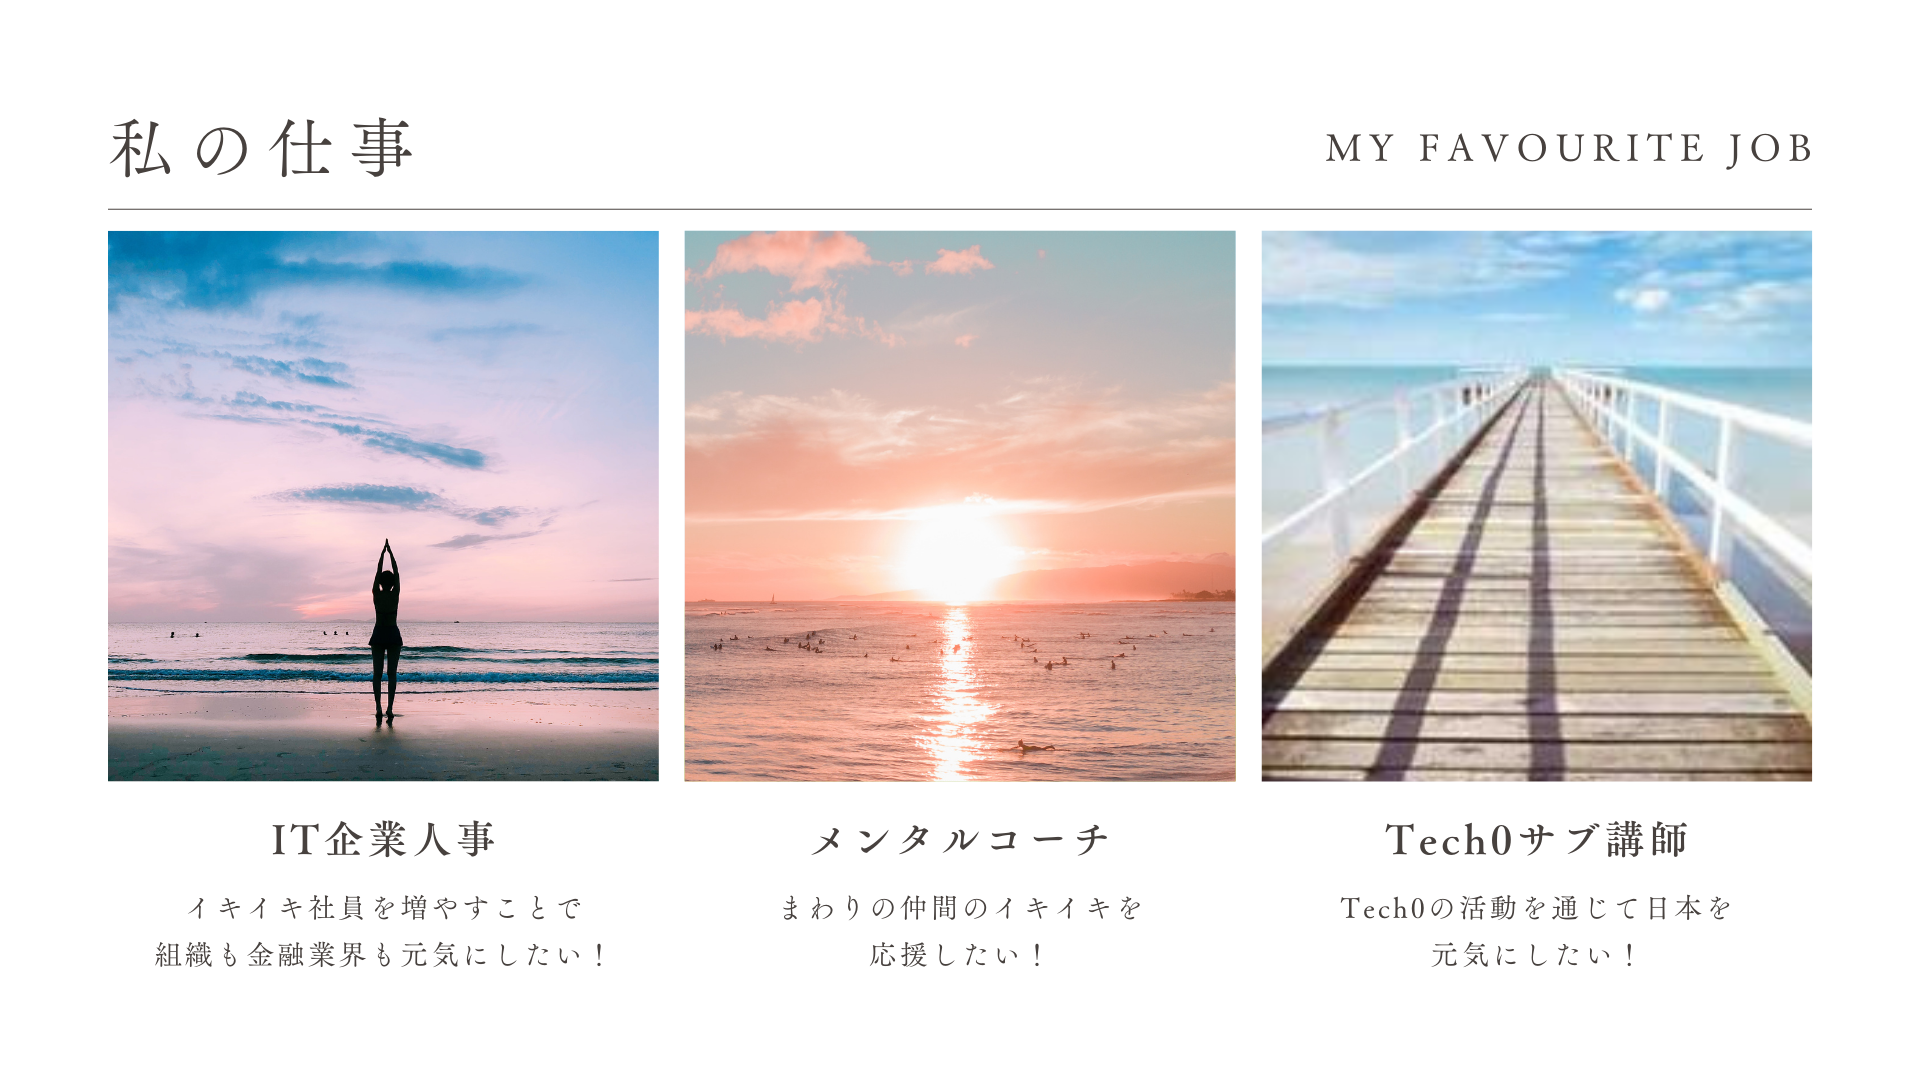 私の仕事
MY FAVOURITE JOB
IT企業人事
イキイキ社員を増やすことで
組織も金融業界も元気にしたい！
メンタルコーチ
まわりの仲間のイキイキを
応援したい！
Tech0サブ講師
Tech0の活動を通じて日本を
元気にしたい！